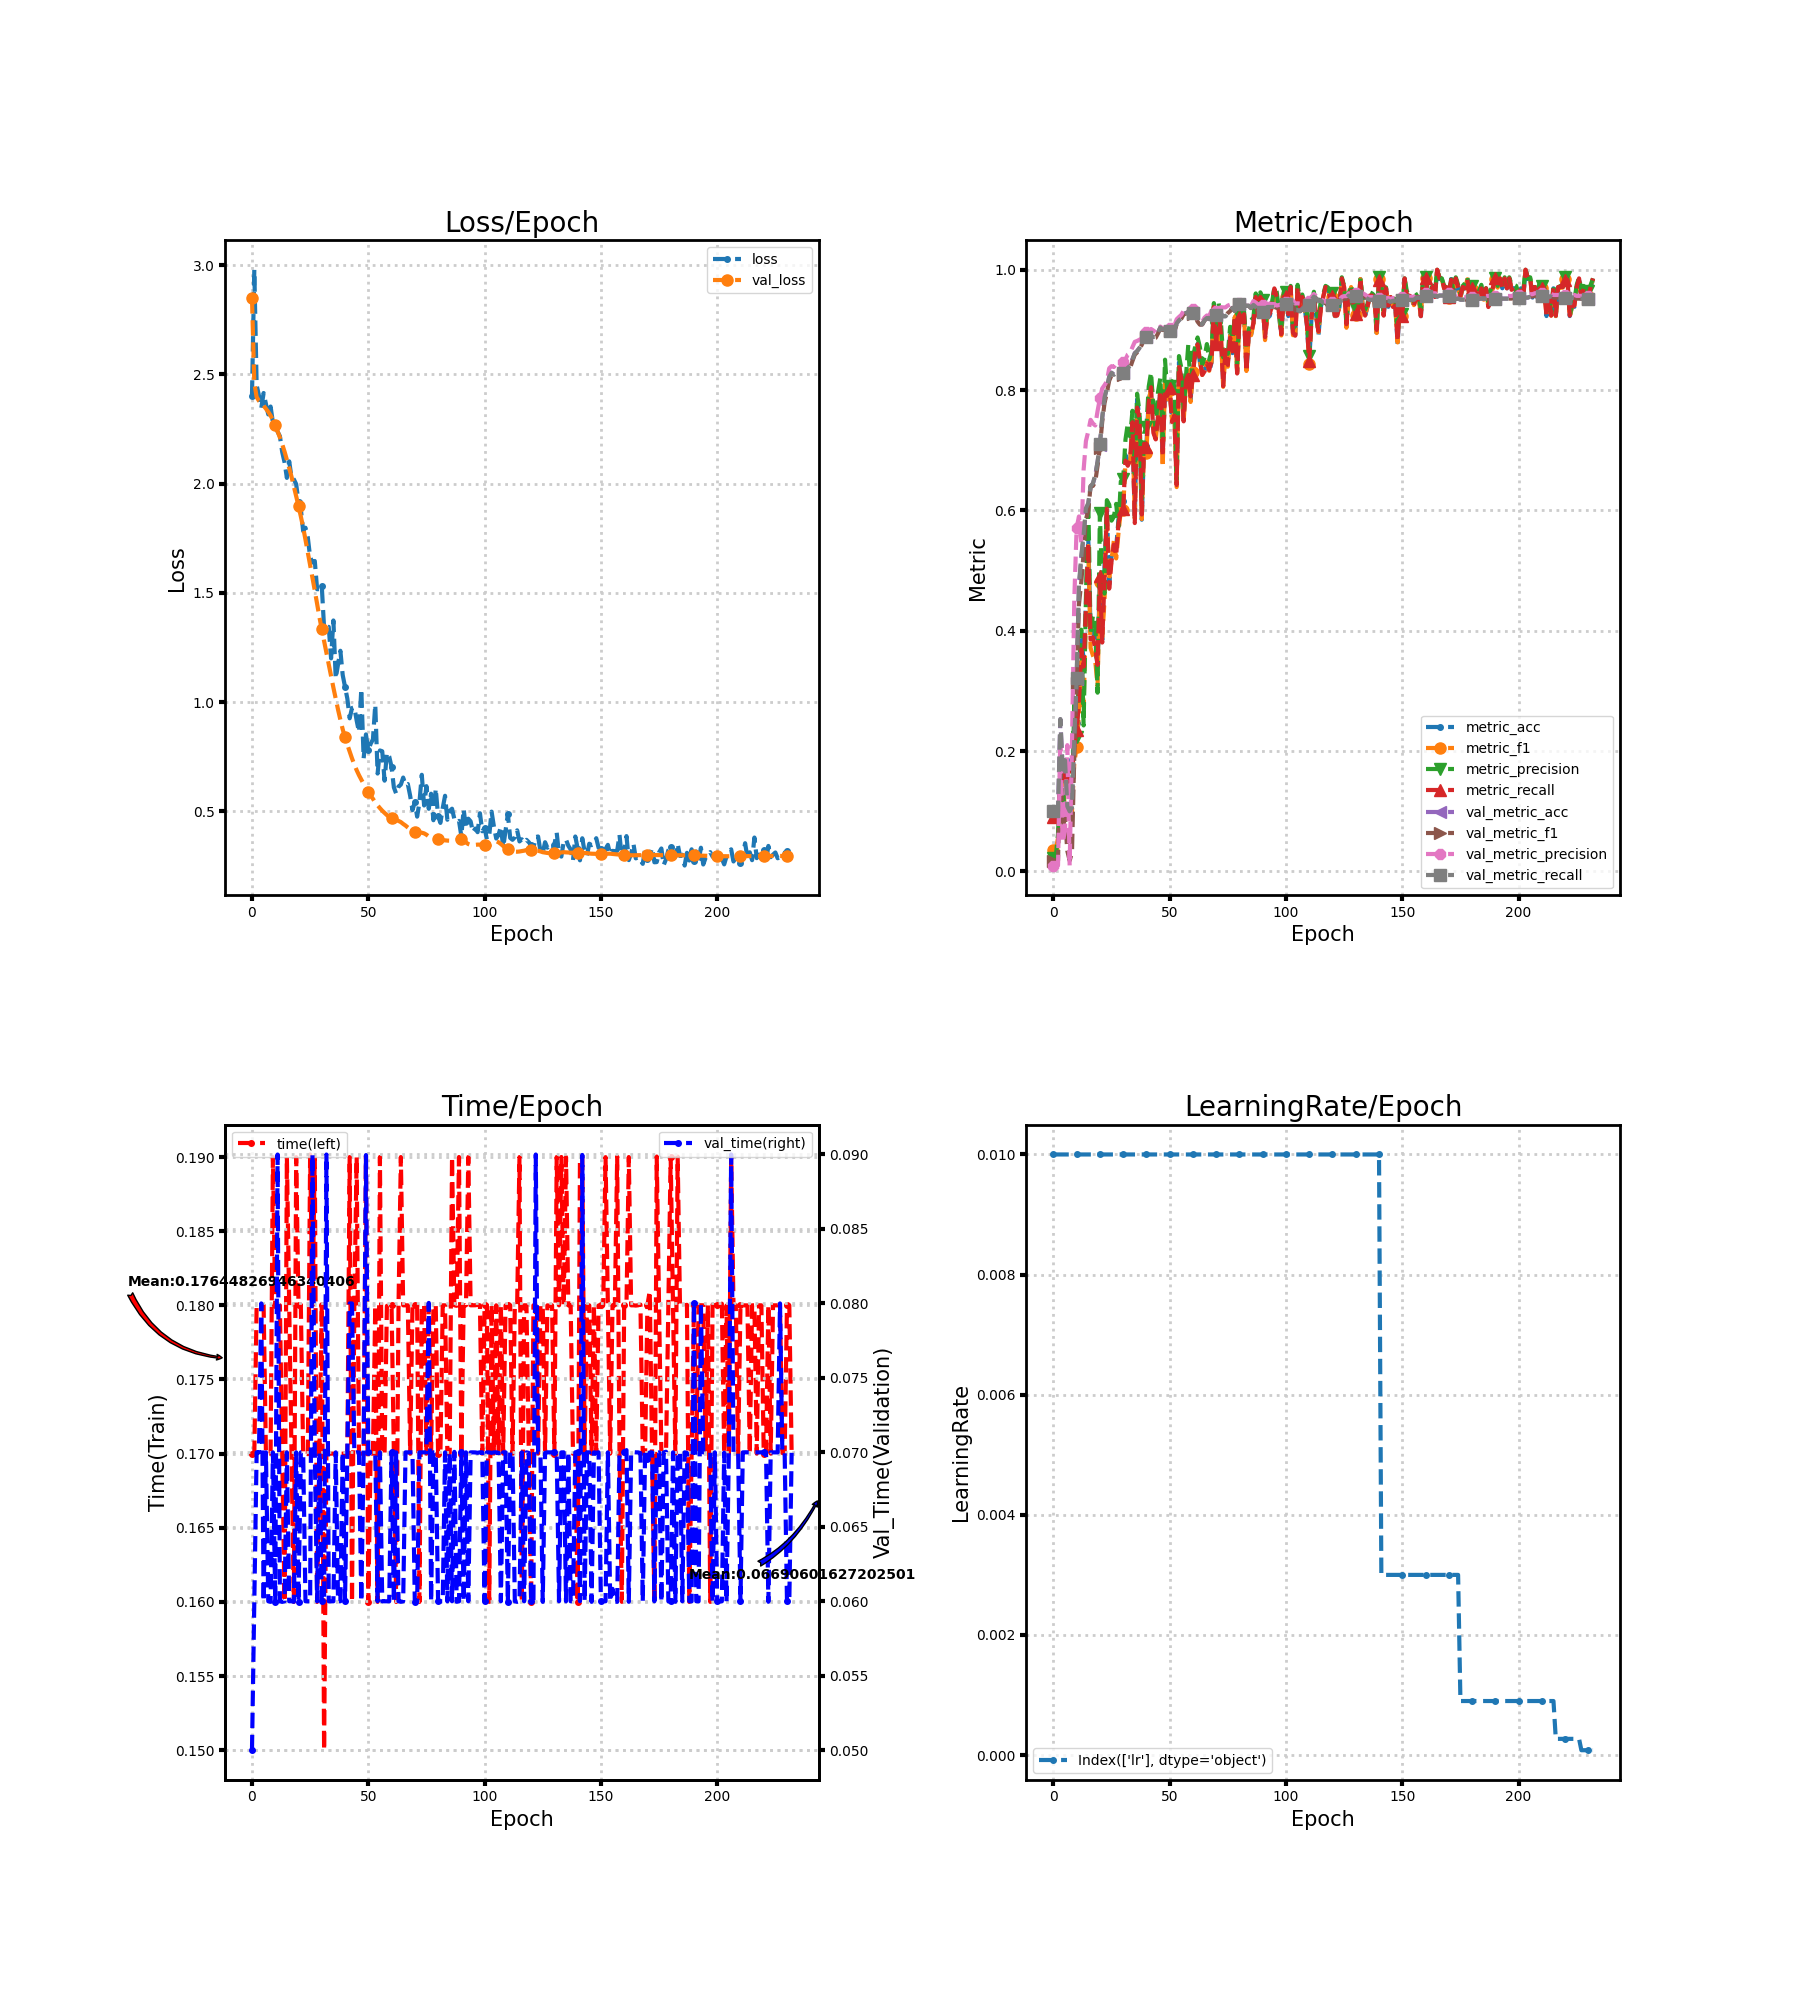 Loss/Epoch
3.0
2.5
2.0
1.5
1.0
0.5
Loss
loss
val_loss
0 50 100 150 200
Epoch
Metric/Epoch
1.0
0.8
0.6
0.4
0.2
0.0
Metric
metric_acc
metric_f1
metric_precision
metric_recall
val_metric_acc
val_metric_f1
val_metric_precision
val_metric_recall
0 50 100 150 200
Epoch
Time/Epoch
time(left)
val_time(right)
0.190
0.185
0.180
0.175
0.170
0.165
0.160
0.155
0.150
Time(Train)
Mean:0.17644826946340406
0.090
0.085
0.080
0.075
0.070
0.065
0.060
0.055
0.050
Val_Time(Validation)
Mean:0.06690601627202501
0 50 100 150 200
Epoch
LearningRate/Epoch
0.010
0.008
0.006
0.004
0.002
0.000
LearningRate
Index(['lr'], dtype='object')
0 50 100 150 200
Epoch